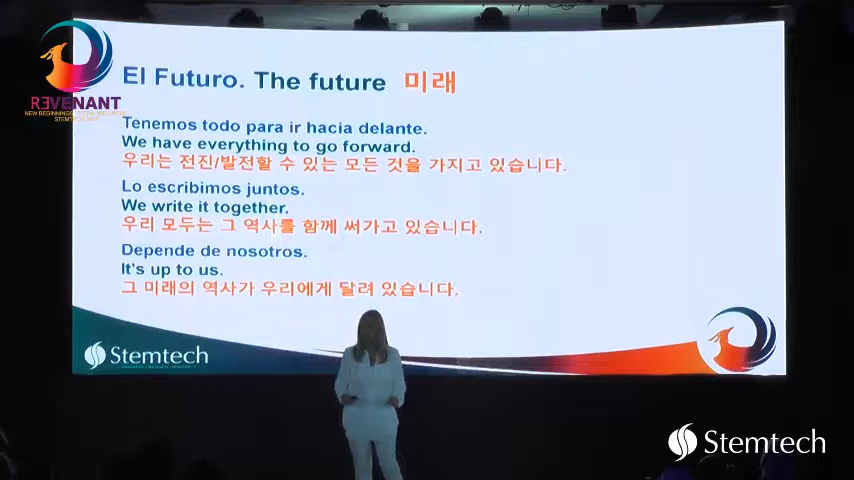 REVENANT
El Futuro. The future 미래
Tenemos todo para ir hacia delante.
We have everything to go forward.
우리는 전진/발전할 수 있는 모든 것을 가지고 있습니다.
Lo escribimos juntos.
We write it together.
우리 모두는 그 역사를 함께 써가고 있습니다.
Depende de nosotros.
It's up to us.
그 미래의 역사가 우리에게 달려 있습니다.
Stemtech
Stemtech